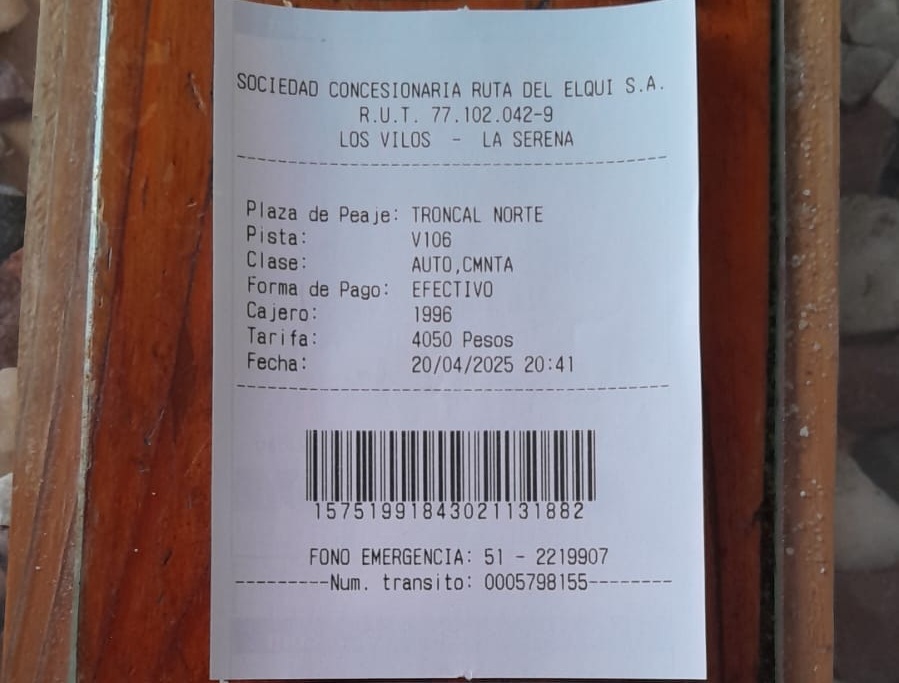 SOCIEDAD CONCESIONARIA RUTA DEL ELQUI S.A.
R.U.T. 77.102.042-9
LOS VILOS - LA SERENA
Plaza de Peaje: TRONCAL NORTE
Pista: V106
Clase: AUTO,CMNTA
Forma de Pago: EFECTIVO
Cajero: 1996
Tarifa: 4050 Pesos
Fecha: 20/04/2025 20:41
15751991843021131882
FONO EMERGENCIA: 51 - 2219907
---------Num. transito: 0005798155--------